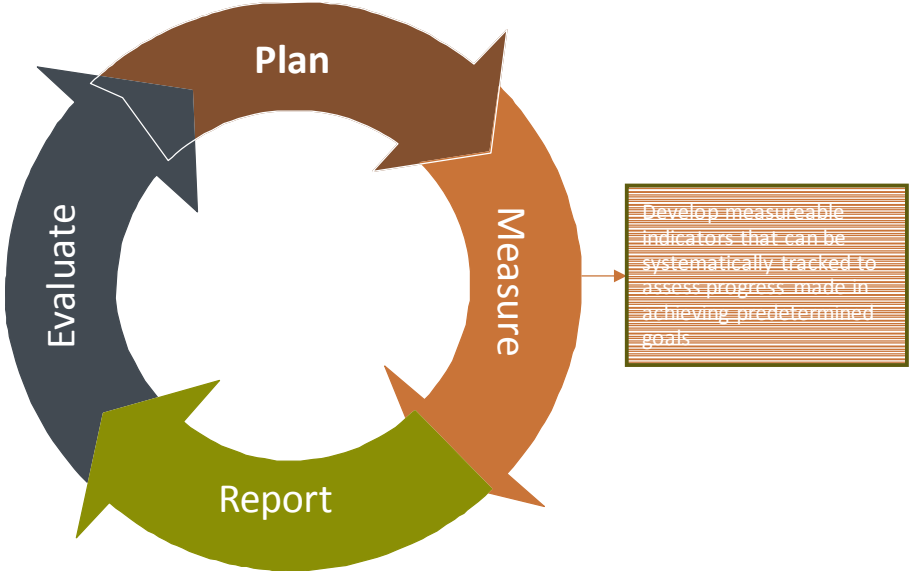 Plan
Measure
Report
Evaluate
Develop measureable
indicators that can be
systematically tracked to
assess progress made in
achieving predetermined
goals